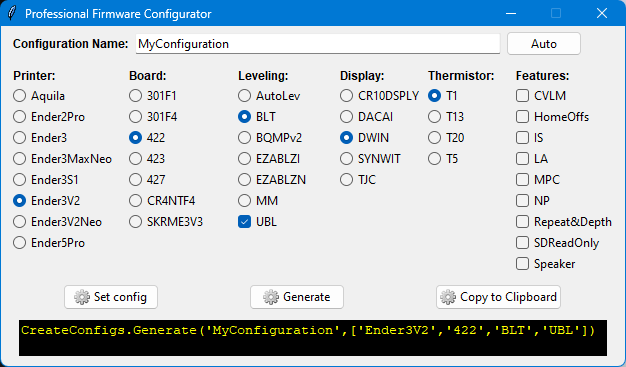 Professional Firmware Configurator
Configuration Name: MyConfiguration Auto
Printer: Board: Leveling: Display: Thermistor: Features:
Aquila 301F1 AutoLev CR10DSPLY T1 CVLM
Ender2Pro 301F4 BLT DACAI T13 HomeOffs
Ender3 422 BQMPv2 DWIN T20 IS
Ender3MaxNeo 423 EZABLZI SYNWIT T5 LA
Ender3S1 427 EZABLZN TJC MPC
Ender3V2 CR4NTF4 MM NP
Ender3V2Neo SKRME3V3 UBL Repeat&Depth
Ender5Pro SDReadOnly
Speaker
Set config Generate Copy to Clipboard
CreateConfigs.Generate('MyConfiguration',['Ender3V2','422','BLT','UBL'])